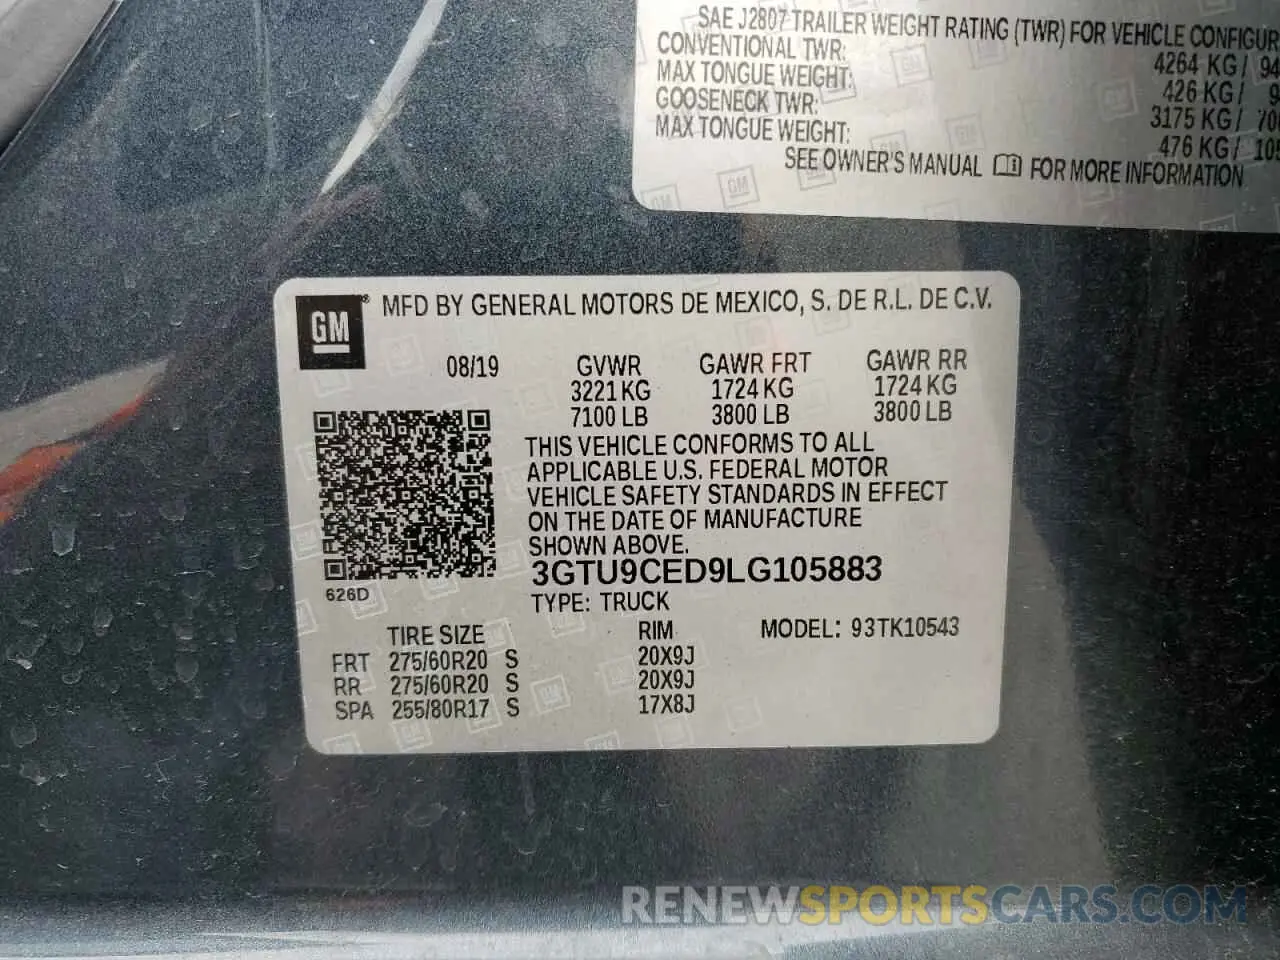 SAE J2807 TRAILER WEIGHT RATING (TWR) FOR VEHICLE CONFIGUR
CONVENTIONAL TWR: 4264 KG / 94
MAX TONGUE WEIGHT: 426 KG / 9
GOOSENECK TWR: 3175 KG / 70
MAX TONGUE WEIGHT: 476 KG / 105
SEE OWNER'S MANUAL FOR MORE INFORMATION
GM ® MFD BY GENERAL MOTORS DE MEXICO, S. DE R.L. DE C.V.
08/19 GVWR GAWR FRT GAWR RR
3221 KG 1724 KG 1724 KG
7100 LB 3800 LB 3800 LB
THIS VEHICLE CONFORMS TO ALL
APPLICABLE U.S. FEDERAL MOTOR
VEHICLE SAFETY STANDARDS IN EFFECT
ON THE DATE OF MANUFACTURE
SHOWN ABOVE.
3GTU9CED9LG105883
626D
TYPE: TRUCK
TIRE SIZE RIM MODEL: 93TK10543
FRT 275/60R20 S 20X9J
RR 275/60R20 S 20X9J
SPA 255/80R17 S 17X8J
RENEWSPORTSCARS.COM